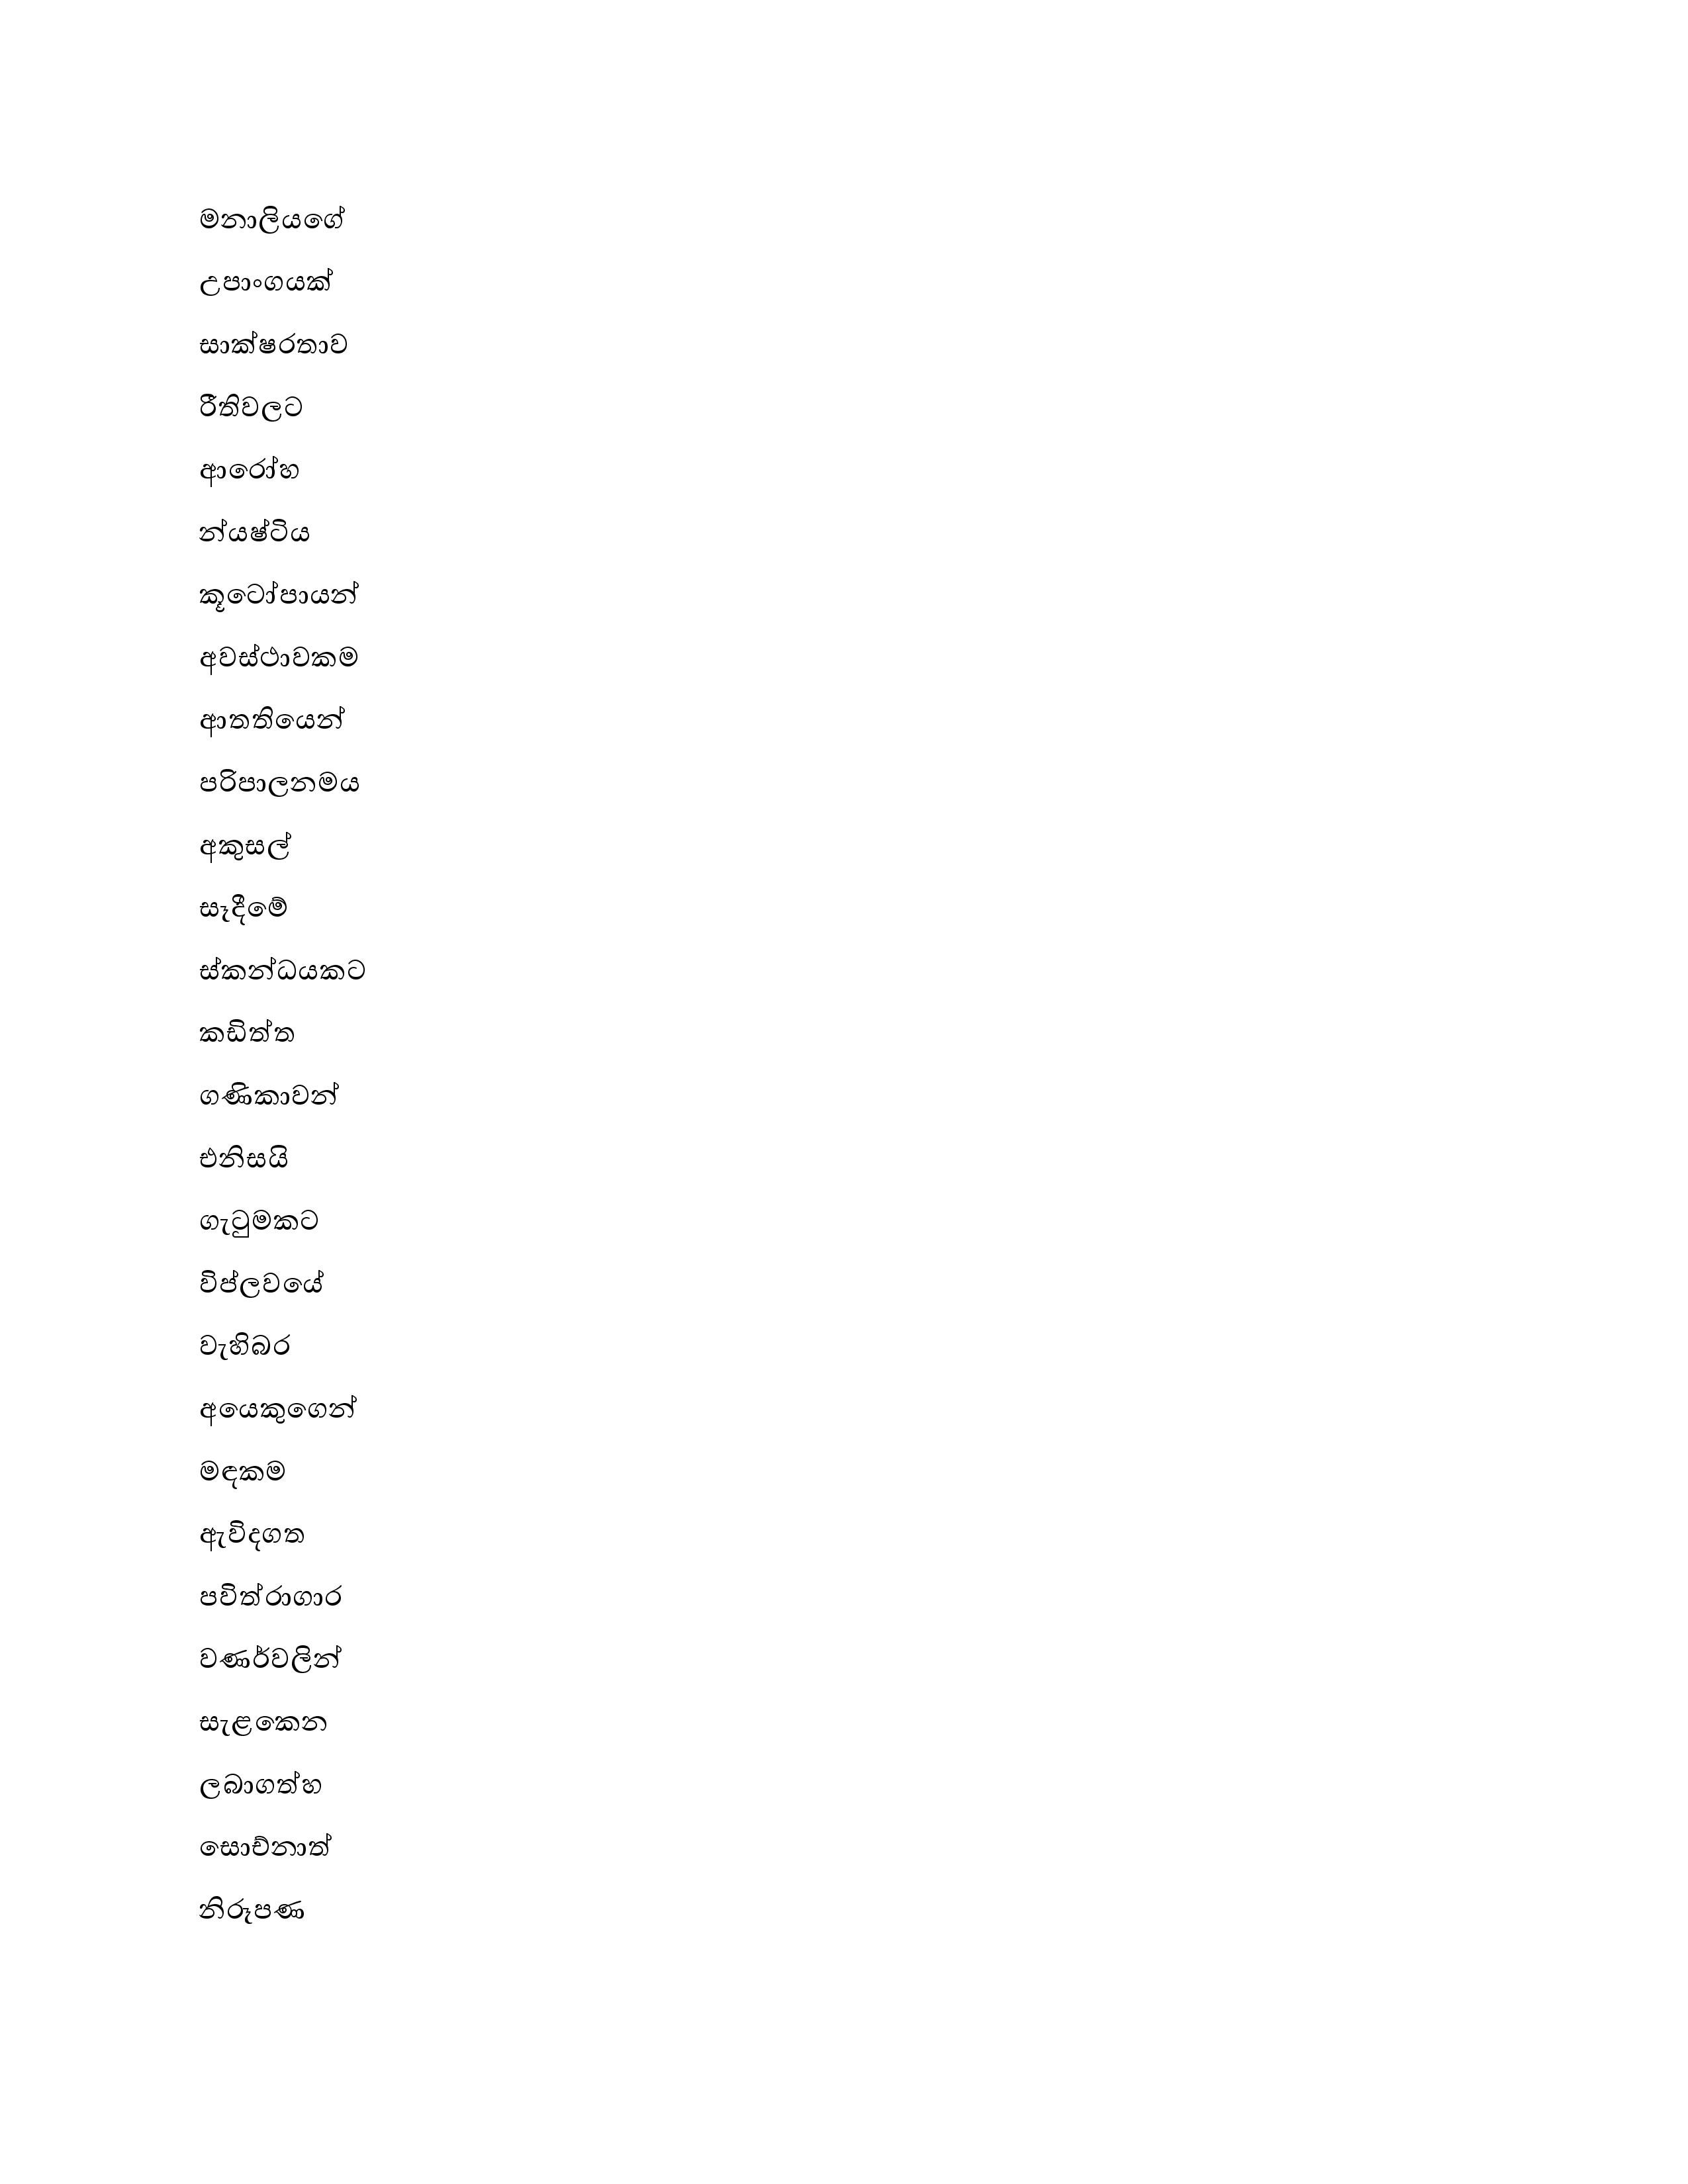 මනාලියගේ
උපාංගයක්
සාක්ෂරතාව
රීතිවලට
ආරෝහ
න්යෂ්ටිය
කූටෝපායන්
අවස්ථාවකම
ආතතියෙන්
පරිපාලනමය
අකුසල්
සෑදීමේ
ස්කන්ධයකට
කඩිත්ත
ගණිකාවන්
එනිසයි
ගැටුමකට
විප්ලවයේ
වැහිබර
අයෙකුගෙන්
මඳකම
ඇවිදගත
පවිත්රාගාර
වණර්වලින්
සැළකෙන
ලබාගත්හ
සොච්නාත්
නිරූපණ